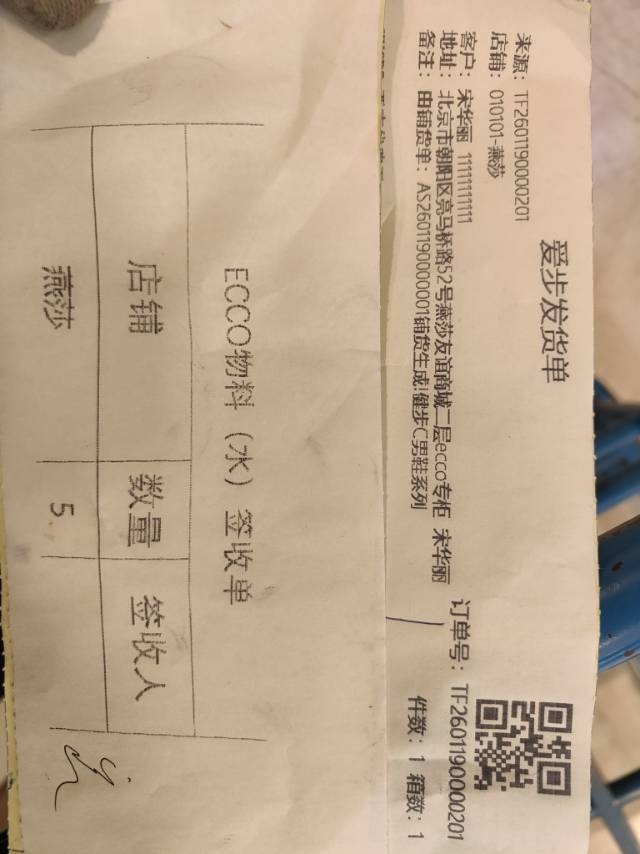 爱步发货单
来源: TF2601190000201
订单号: TF2601190000201
店铺: 010101-燕莎
件数: 1 箱数: 1
客户: 宋华丽 11111111111
地址: 北京市朝阳区亮马桥路52号燕莎友谊商城二层ecco专柜 宋华丽
备注: 由铺货单: AS2601190000001铺货生成!健步C男鞋系列
ECCO物料（水）签收单
店铺 数量 签收人
燕莎 5